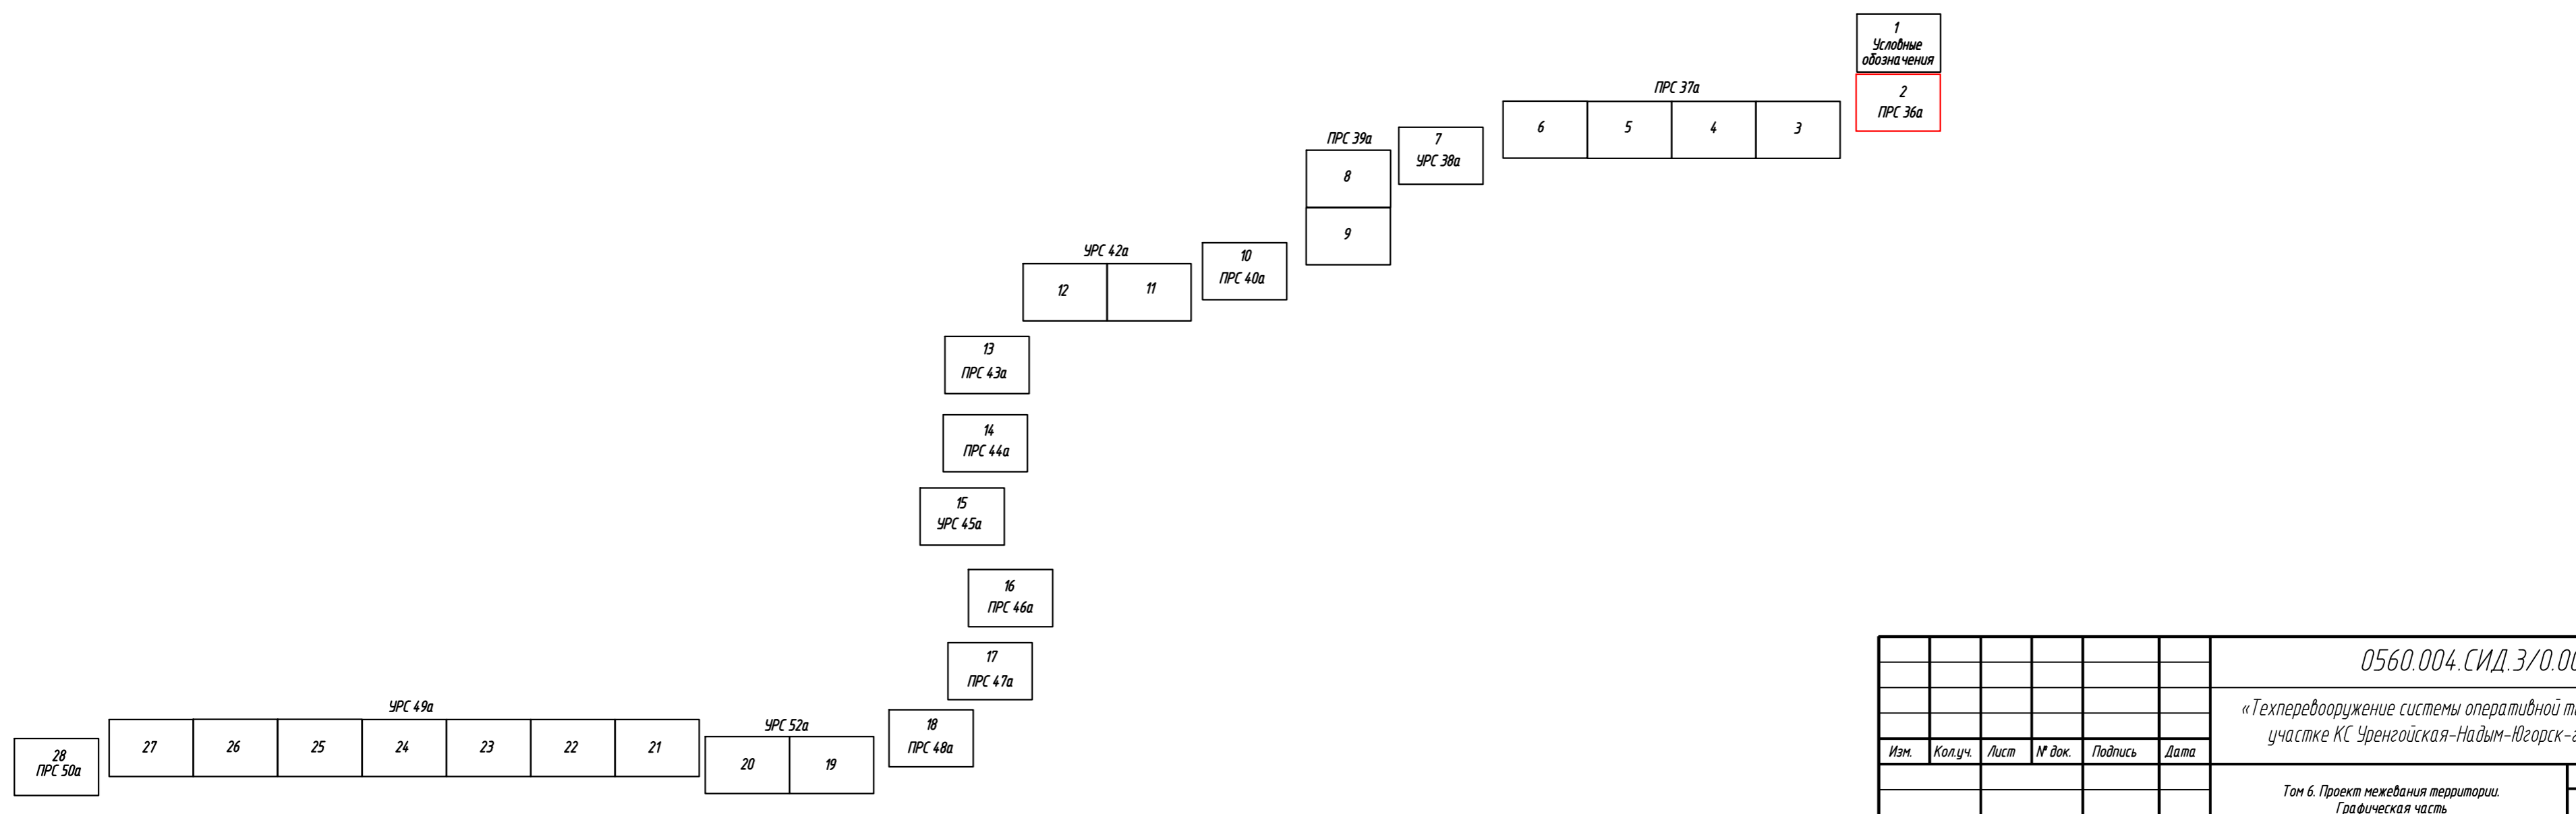 1
Условные
обозначения
2
ПРС 36а
ПРС 37а
6 5 4 3
7
УРС 38а
ПРС 39а
8
9
10
ПРС 40а
УРС 42а
12 11
13
ПРС 43а
14
ПРС 44а
15
УРС 45а
16
ПРС 46а
17
ПРС 47а
18
ПРС 48а
УРС 52а
20 19
УРС 49а
27 26 25 24 23 22 21
28
ПРС 50а
0560.004.СИД.3/0.00
«Техперевооружение системы оперативной
участке КС Уренгойская-Надым-Югорск-
Изм. Кол.уч. Лист № док. Подпись Дата
Том 6. Проект межевания территории.
Графическая часть